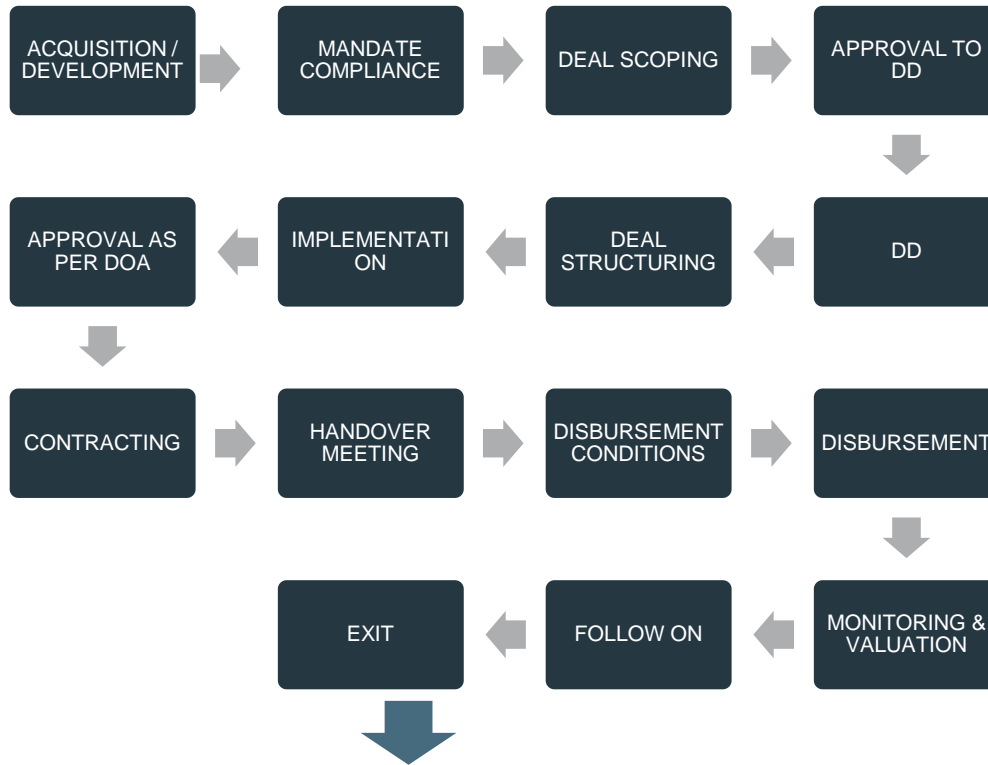 ACQUISITION /
DEVELOPMENT
MANDATE
COMPLIANCE
DEAL SCOPING
APPROVAL TO
DD
DD
DEAL
STRUCTURING
IMPLEMENTATI
ON
APPROVAL AS
PER DOA
CONTRACTING
HANDOVER
MEETING
DISBURSEMENT
CONDITIONS
DISBURSEMENT
MONITORING &
VALUATION
FOLLOW ON
EXIT